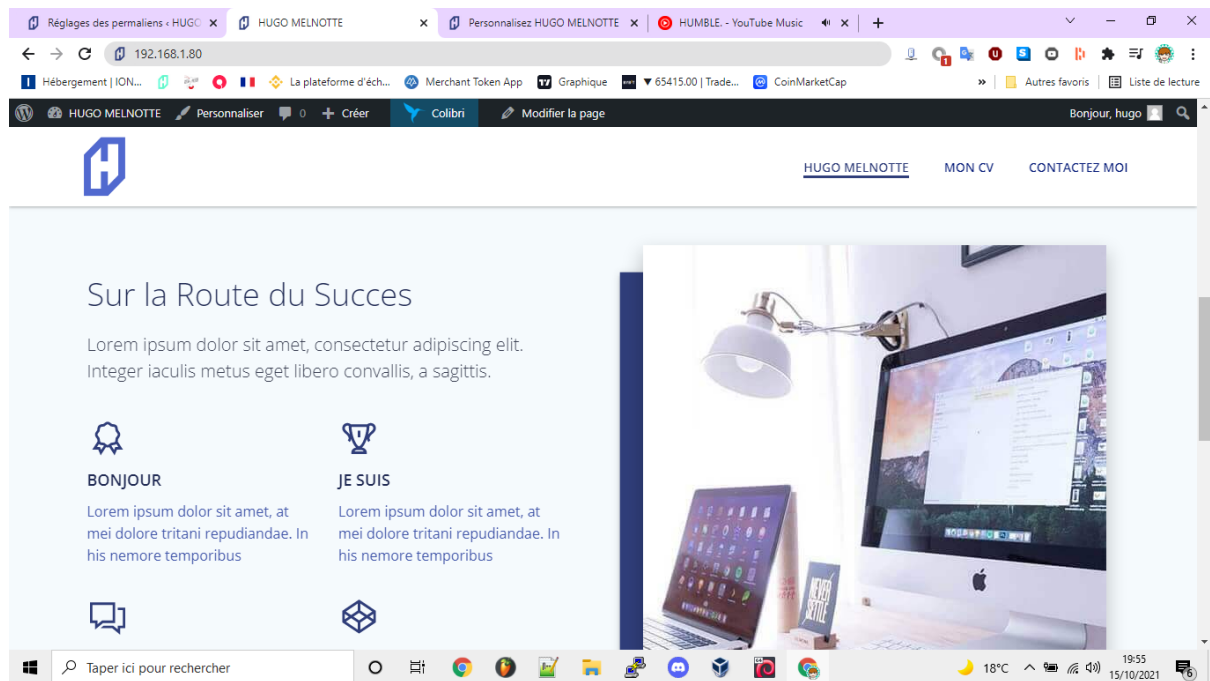 Réglages des permaliens ‹ HUGO
HUGO MELNOTTE
Personnalisez HUGO MELNOTTE
HUMBLE. - YouTube Music
192.168.1.80
Hébergement | ION...
La plateforme d'éch...
Merchant Token App
Graphique
▼ 65415.00 | Trade...
CoinMarketCap
»
Autres favoris
Liste de lecture
HUGO MELNOTTE
Personnaliser
0
+ Créer
Colibri
Modifier la page
Bonjour, hugo
HUGO MELNOTTE
MON CV
CONTACTEZ MOI
Sur la Route du Succes
Lorem ipsum dolor sit amet, consectetur adipiscing elit.
Integer iaculis metus eget libero convallis, a sagittis.
BONJOUR
Lorem ipsum dolor sit amet, at
mei dolore tritani repudiandae. In
his nemore temporibus
JE SUIS
Lorem ipsum dolor sit amet, at
mei dolore tritani repudiandae. In
his nemore temporibus
NEVER
SETTLE
Taper ici pour rechercher
18°C
19:55
15/10/2021
6